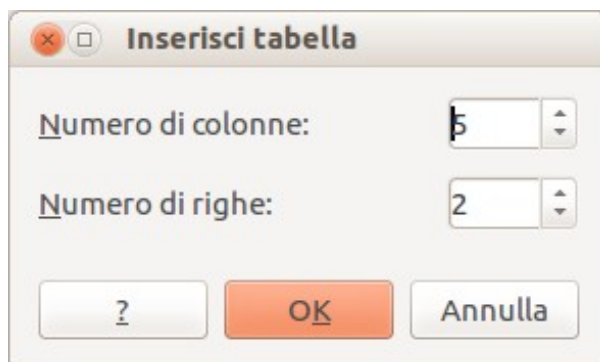 Inserisci tabella
Numero di colonne: 5
Numero di righe: 2
? OK Annulla